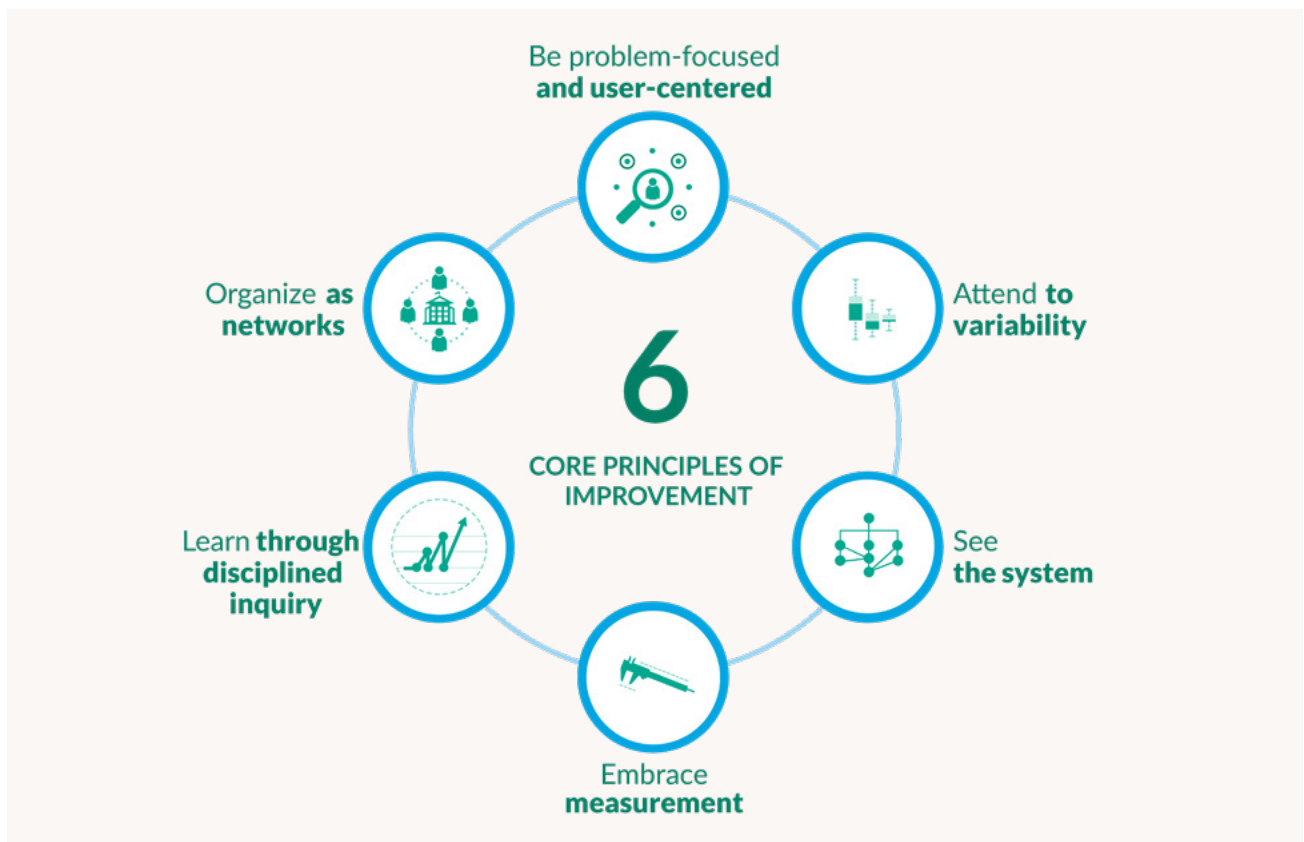 Be problem-focused
and user-centered
Attend to
variability
See
the system
Embrace
measurement
Learn through
disciplined
inquiry
Organize as
networks
6
CORE PRINCIPLES OF
IMPROVEMENT